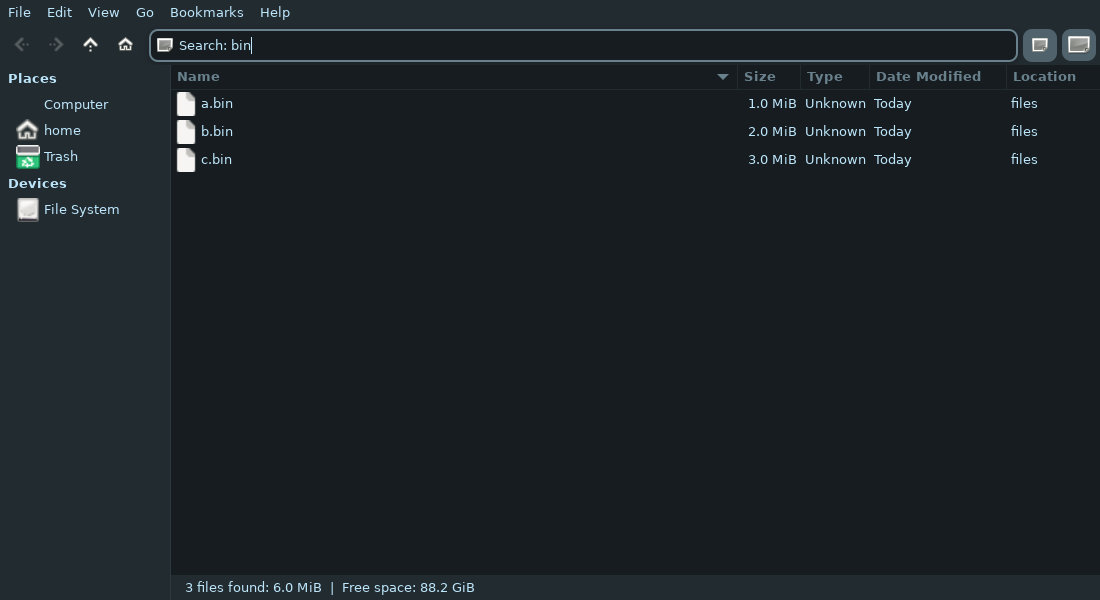 File Edit View Go Bookmarks Help
Search: bin
Places
Computer
home
Trash
Devices
File System
Name Size Type Date Modified Location
a.bin 1.0 MiB Unknown Today files
b.bin 2.0 MiB Unknown Today files
c.bin 3.0 MiB Unknown Today files
3 files found: 6.0 MiB | Free space: 88.2 GiB